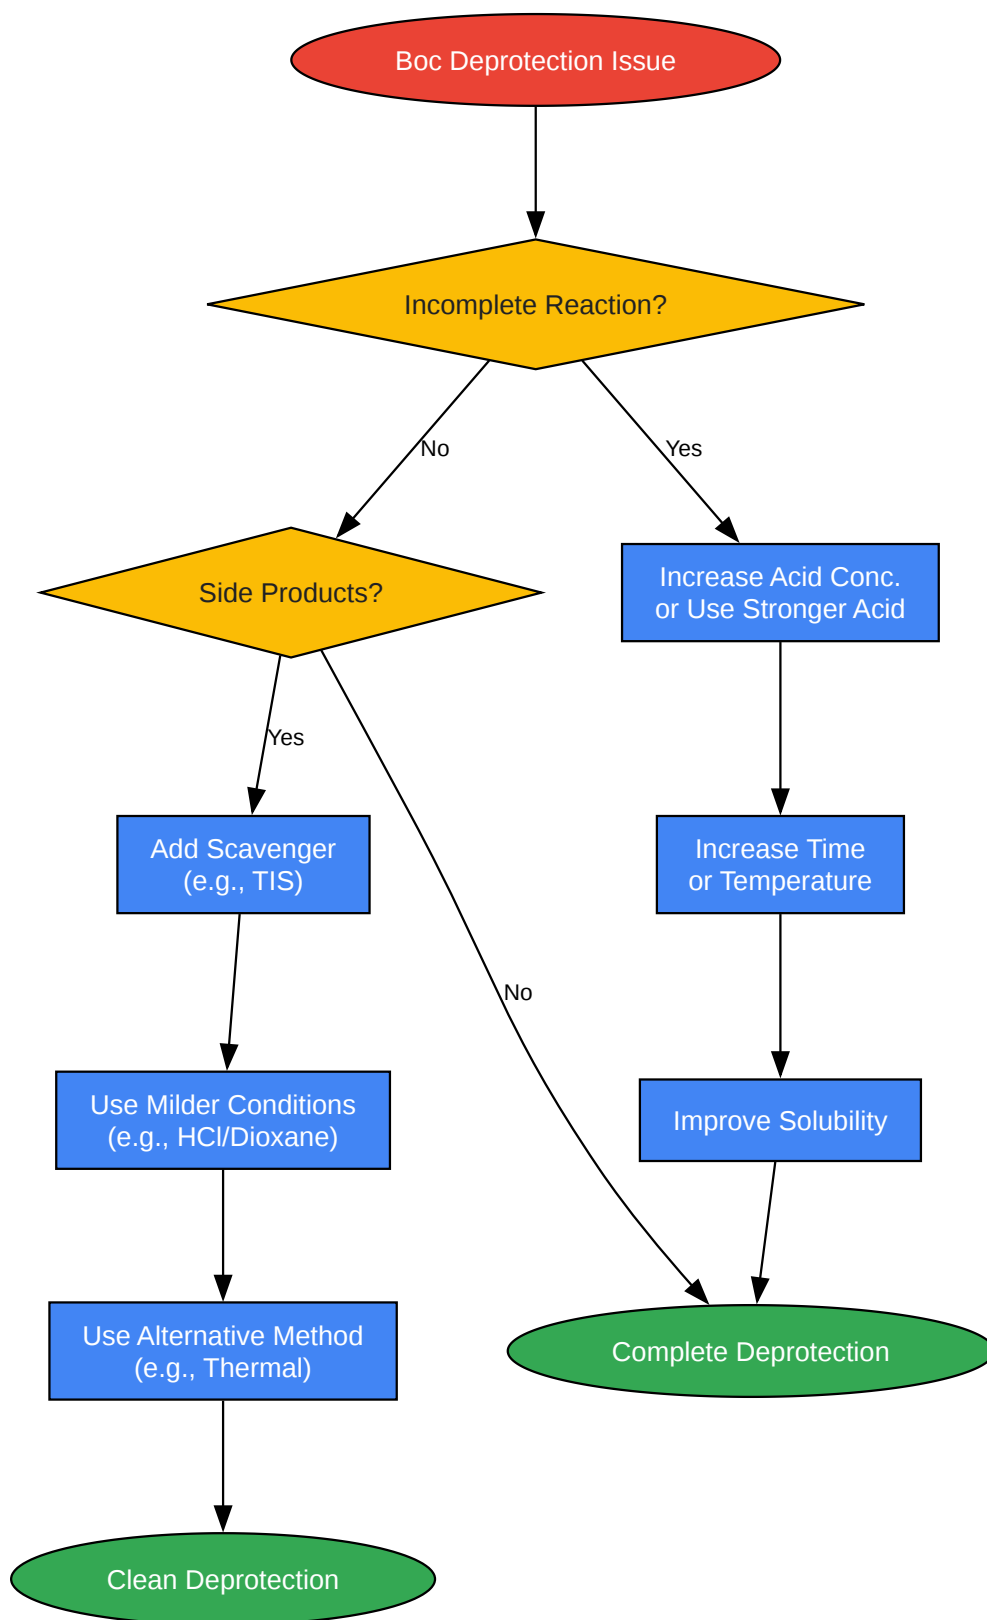 Boc Deprotection Issue
Incomplete Reaction?
No
Yes
Side Products?
Increase Acid Conc.
or Use Stronger Acid
Yes
Add Scavenger
(e.g., TIS)
Increase Time
or Temperature
No
Use Milder Conditions
(e.g., HCl/Dioxane)
Improve Solubility
Use Alternative Method
(e.g., Thermal)
Complete Deprotection
Clean Deprotection